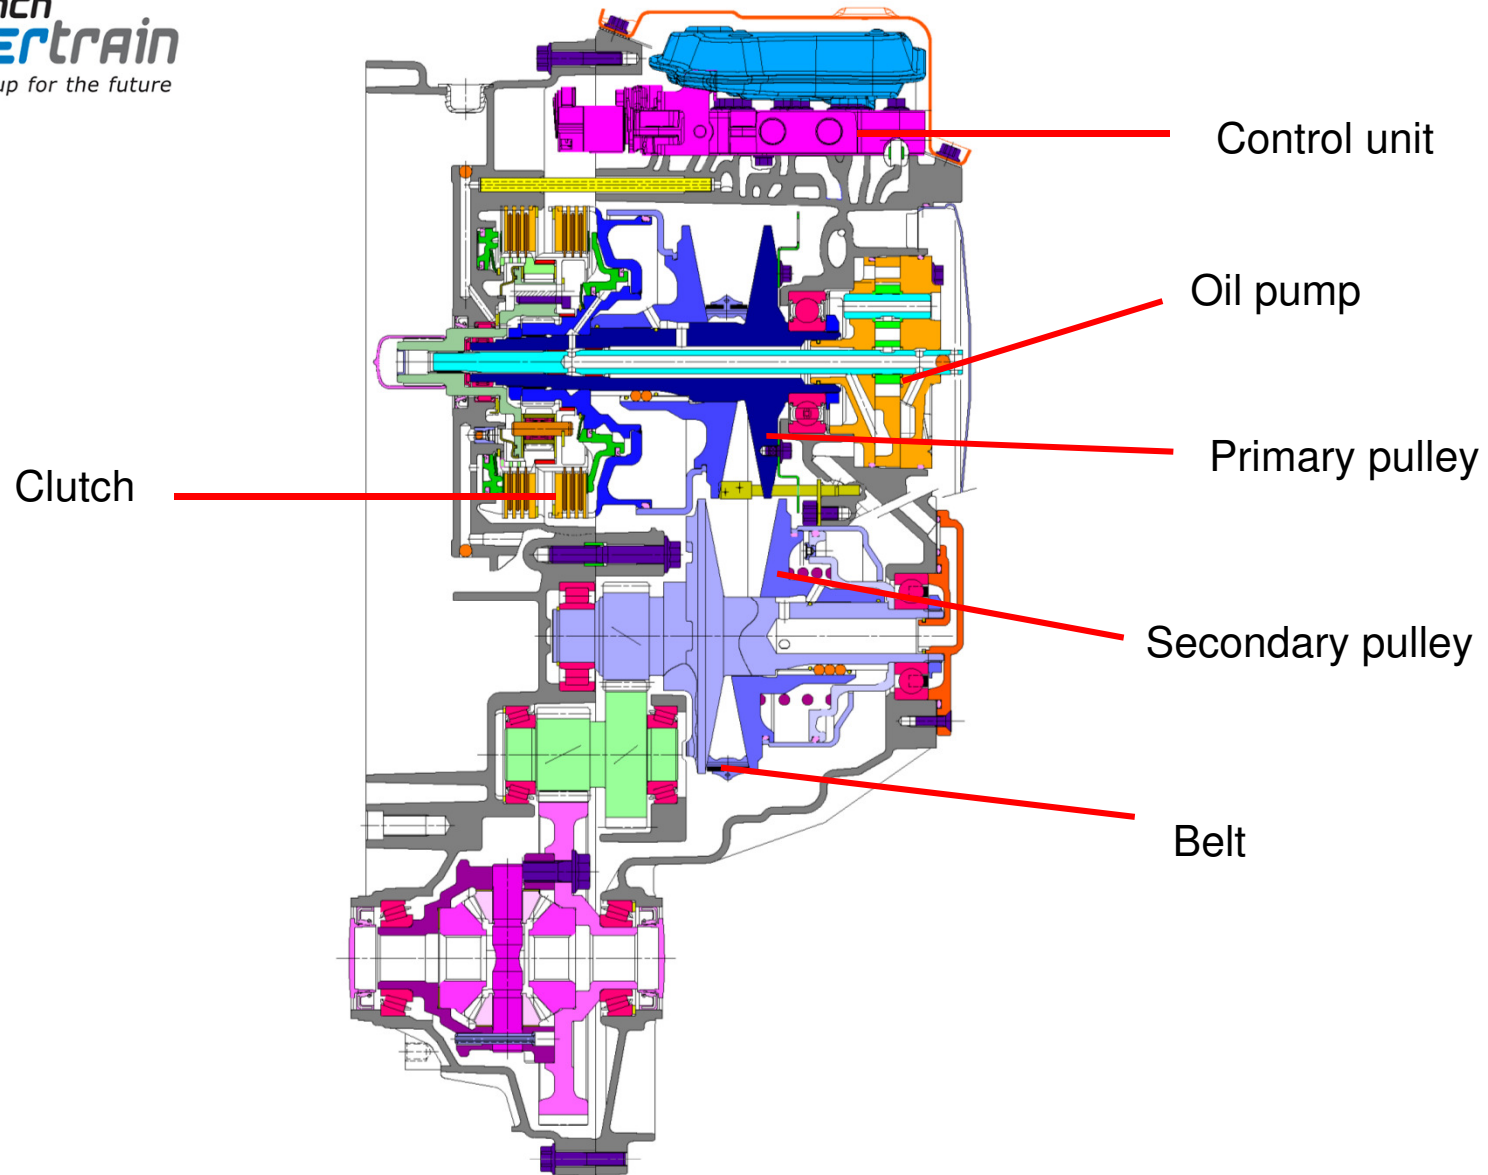 ertrain
up for the future
Control unit
Oil pump
Primary pulley
Clutch
Secondary pulley
Belt